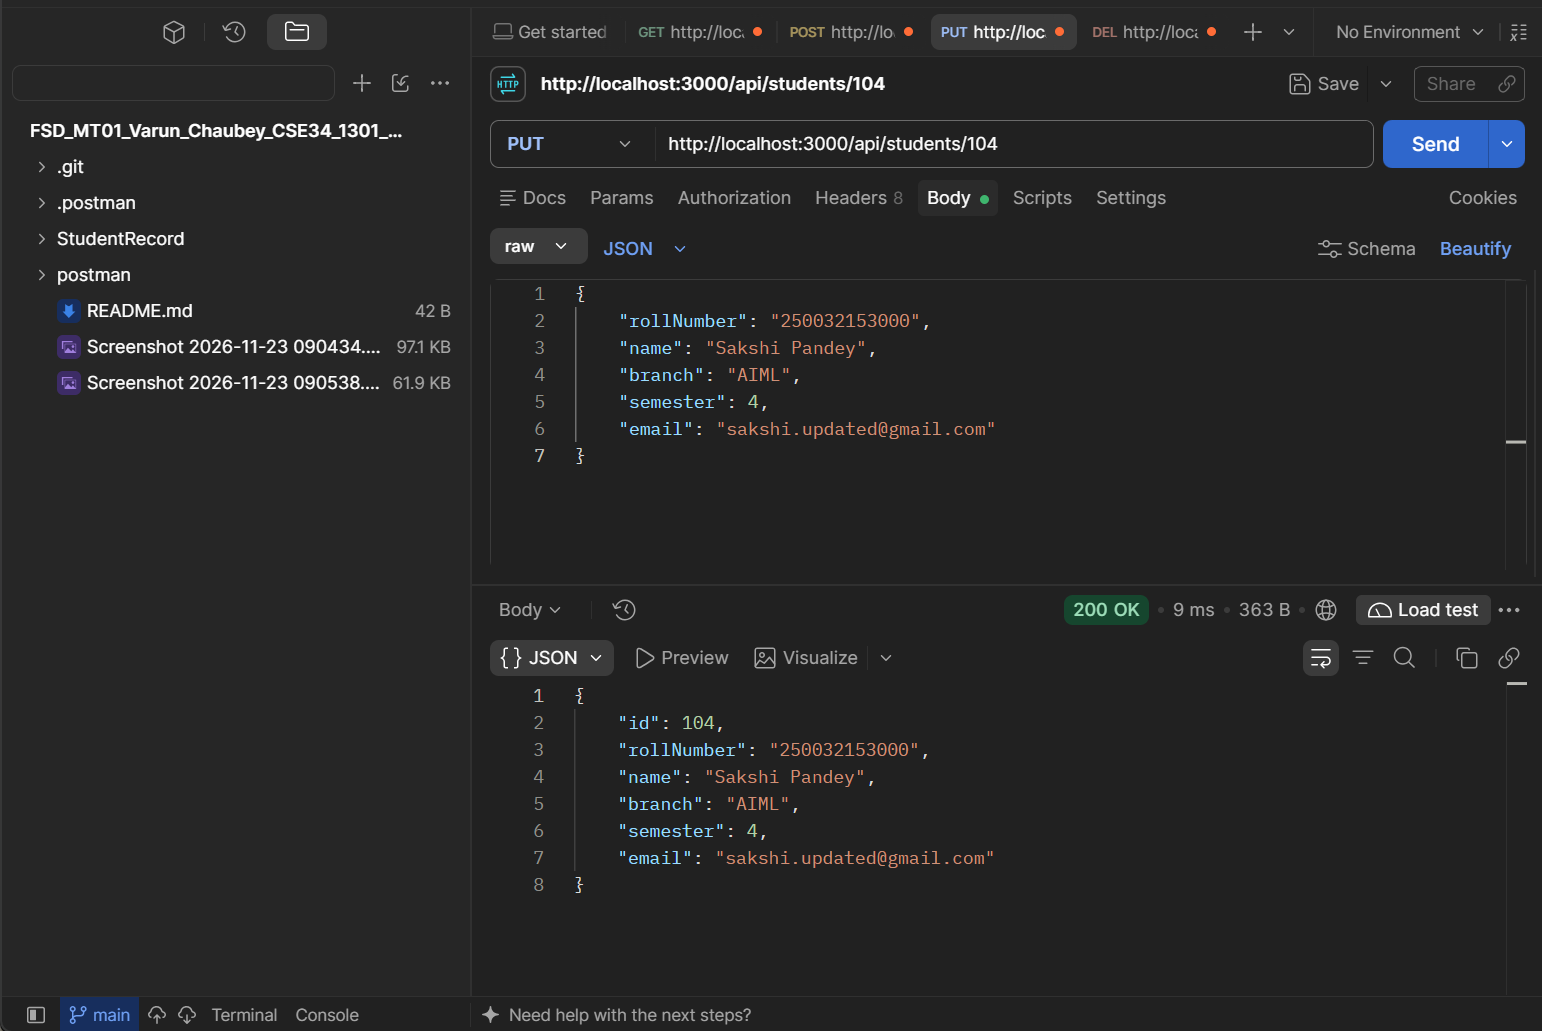 Get started
GET http://loc
POST http://lo
PUT http://loc
DEL http://loc
No Environment
http://localhost:3000/api/students/104
Save
Share
PUT
http://localhost:3000/api/students/104
Send
Docs
Params
Authorization
Headers 8
Body
Scripts
Settings
Cookies
raw
JSON
Schema
Beautify
FSD_MT01_Varun_Chaubey_CSE34_1301_...
.git
.postman
StudentRecord
postman
README.md 42 B
Screenshot 2026-11-23 090434.... 97.1 KB
Screenshot 2026-11-23 090538.... 61.9 KB
1 {
2 "rollNumber": "250032153000",
3 "name": "Sakshi Pandey",
4 "branch": "AIML",
5 "semester": 4,
6 "email": "sakshi.updated@gmail.com"
7 }
Body
200 OK
9 ms
363 B
Load test
{} JSON
Preview
Visualize
1 {
2 "id": 104,
3 "rollNumber": "250032153000",
4 "name": "Sakshi Pandey",
5 "branch": "AIML",
6 "semester": 4,
7 "email": "sakshi.updated@gmail.com"
8 }
main
Terminal
Console
Need help with the next steps?
HTTP